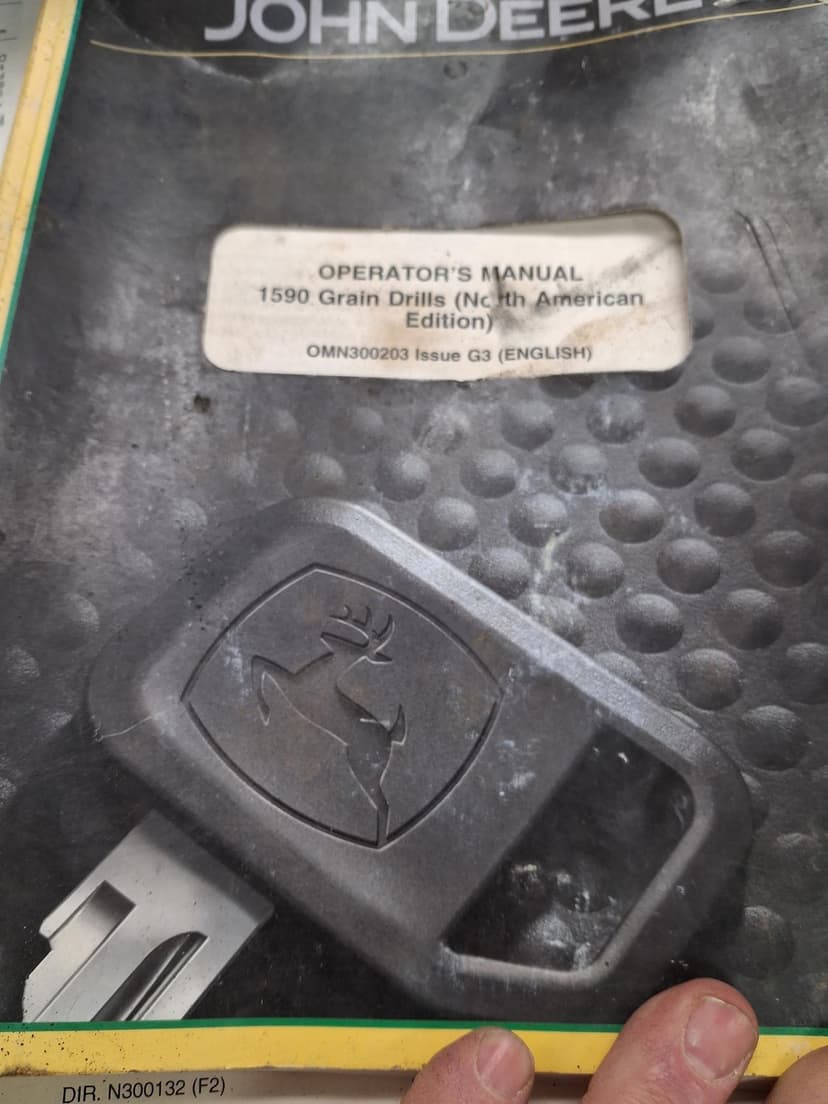 JOHN DEERE
OPERATOR'S MANUAL
1590 Grain Drills (North American
Edition)
OMN300203 Issue G3 (ENGLISH)
DIR. N300132 (F2)